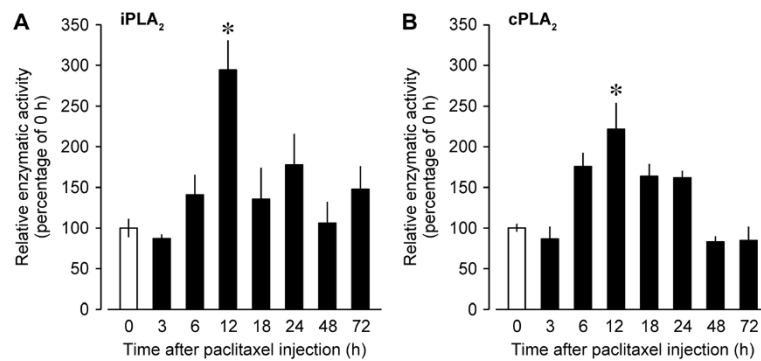 A
iPLA₂
Relative enzymatic activity
(percentage of 0 h)
350
300
250
200
150
100
50
0
*
0 3 6 12 18 24 48 72
Time after paclitaxel injection (h)
B
cPLA₂
Relative enzymatic activity
(percentage of 0 h)
350
300
250
200
150
100
50
0
*
0 3 6 12 18 24 48 72
Time after paclitaxel injection (h)